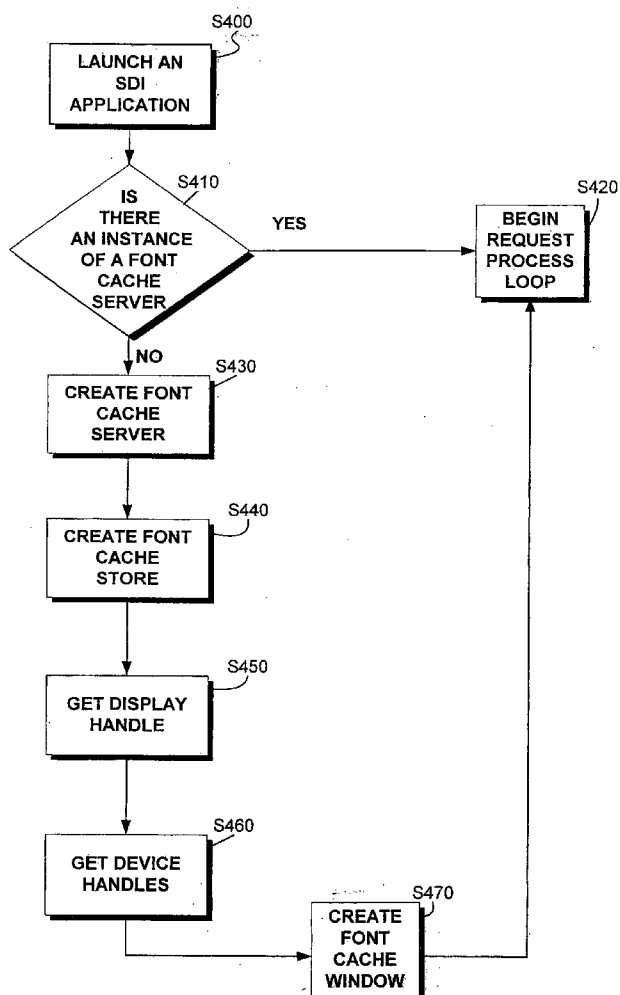 S400
LAUNCH AN
SDI
APPLICATION
S410
IS
THERE
AN INSTANCE
OF A FONT
CACHE
SERVER
YES
S420
BEGIN
REQUEST
PROCESS
LOOP
NO
S430
CREATE FONT
CACHE
SERVER
S440
CREATE FONT
CACHE
STORE
S450
GET DISPLAY
HANDLE
S460
GET DEVICE
HANDLES
S470
CREATE
FONT
CACHE
WINDOW